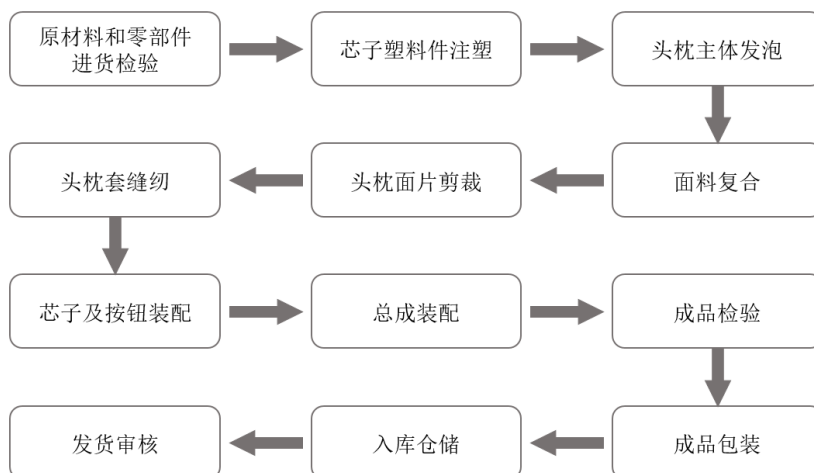 原材料和零部件
进货检验
芯子塑料件注塑
头枕主体发泡
面料复合
头枕面片剪裁
头枕套缝纫
芯子及按钮装配
总成装配
成品检验
成品包装
入库仓储
发货审核